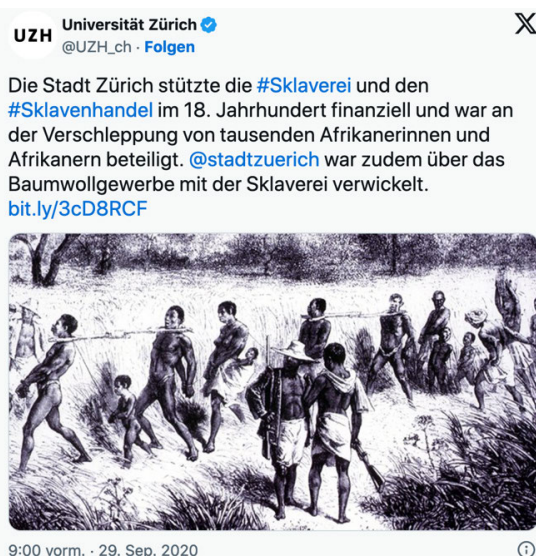 UZH
Universität Zürich
@UZH_ch · Folgen
Die Stadt Zürich stützte die #Sklaverei und den
#Sklavenhandel im 18. Jahrhundert finanziell und war an
der Verschleppung von tausenden Afrikanerinnen und
Afrikanern beteiligt. @stadtzuerich war zudem über das
Baumwollgewerbe mit der Sklaverei verwickelt.
bit.ly/3cD8RCF
9:00 vorm. · 29. Sep. 2020